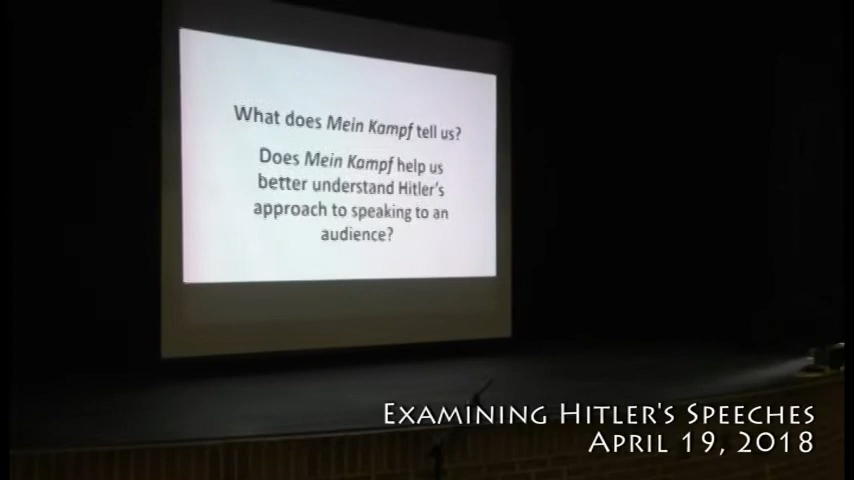 What does Mein Kampf tell us?
Does Mein Kampf help us
better understand Hitler's
approach to speaking to an
audience?
Examining Hitler's Speeches
April 19, 2018